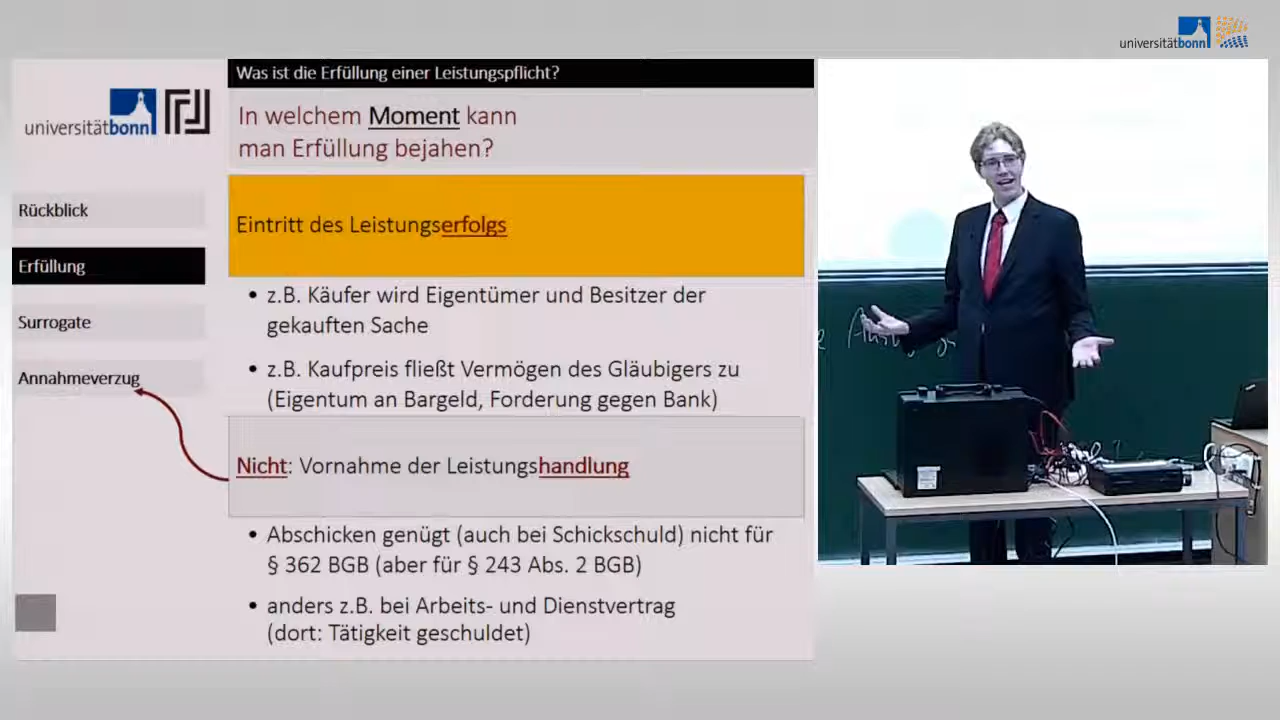 universitätbonn
Was ist die Erfüllung einer Leistungspflicht?
In welchem Moment kann
man Erfüllung bejahen?
universitätbonn
Rückblick
Erfüllung
Surrogate
Annahmeverzug
Eintritt des Leistungserfolgs
• z.B. Käufer wird Eigentümer und Besitzer der
gekauften Sache
• z.B. Kaufpreis fließt Vermögen des Gläubigers zu
(Eigentum an Bargeld, Forderung gegen Bank)
Nicht: Vornahme der Leistungshandlung
• Abschicken genügt (auch bei Schickschuld) nicht für
§ 362 BGB (aber für § 243 Abs. 2 BGB)
• anders z.B. bei Arbeits- und Dienstvertrag
(dort: Tätigkeit geschuldet)